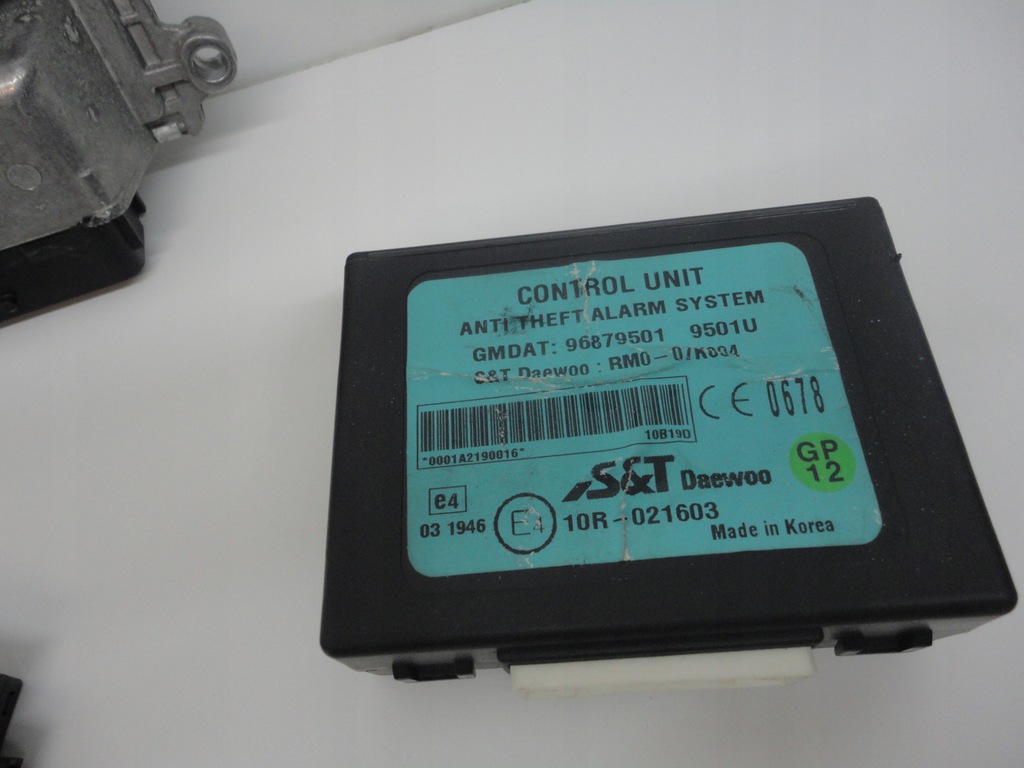 CONTROL UNIT
ANTI THEFT ALARM SYSTEM
GMDAT: 96879501 9501U
S&T Daewoo : RM0-07K004
CE 0678
10B19D
*0001A2190016*
S&T Daewoo
GP
12
e4
03 1946
E4
10R-021603
Made in Korea